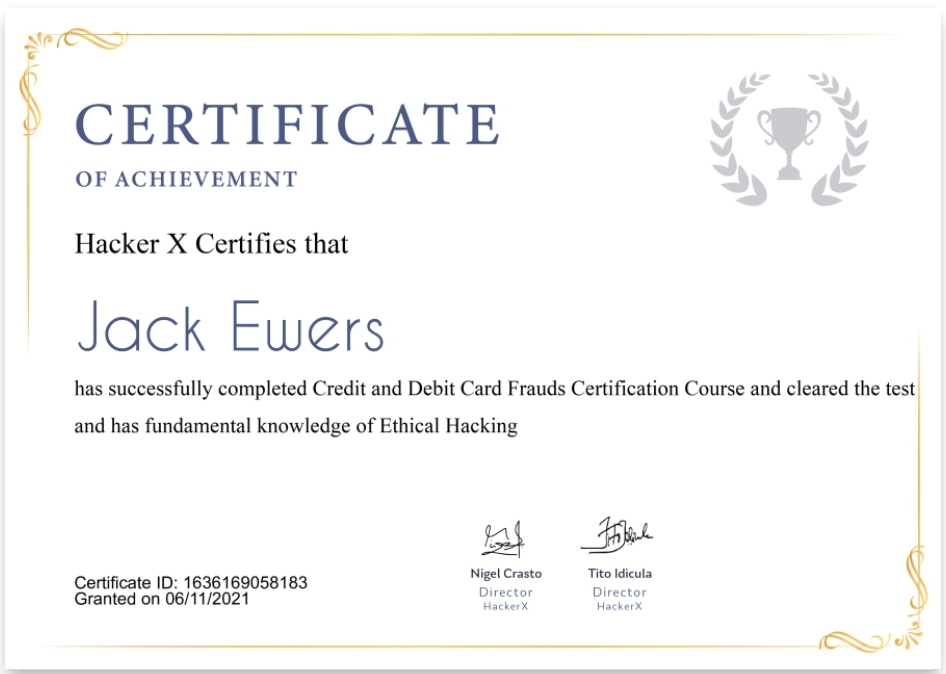 CERTIFICATE
OF ACHIEVEMENT
Hacker X Certifies that
Jack Ewers
has successfully completed Credit and Debit Card Frauds Certification Course and cleared the test
and has fundamental knowledge of Ethical Hacking
Nigel Crasto
Director
HackerX
Tito Idicula
Director
HackerX
Certificate ID: 1636169058183
Granted on 06/11/2021